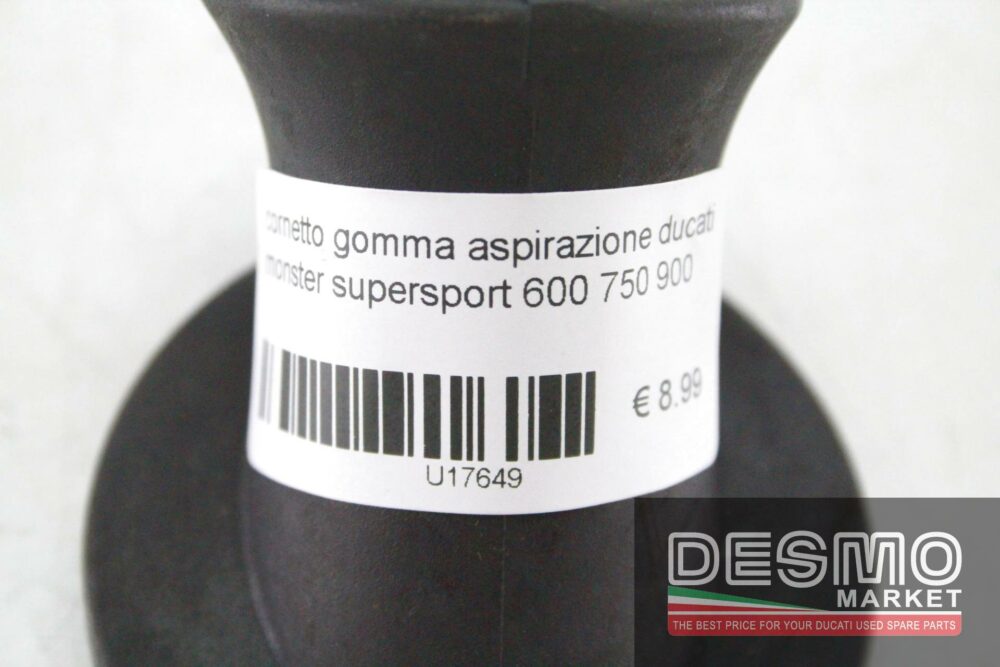 cornetto gomma aspirazione ducati
monster supersport 600 750 900
€ 8.99
U17649
DESMO
MARKET
THE BEST PRICE FOR YOUR DUCATI USED SPARE PARTS